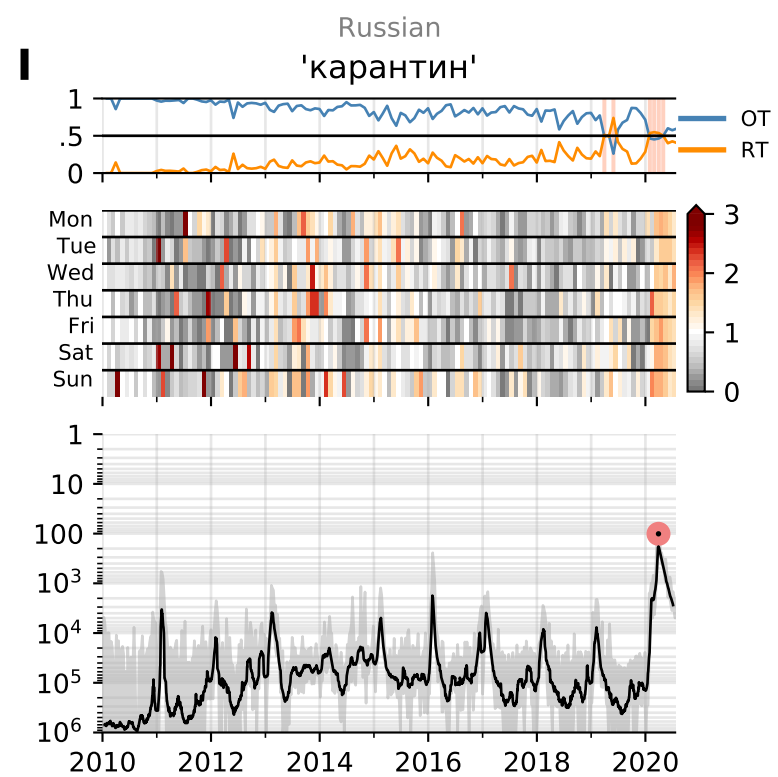 Russian
I
'карантин'
1
.5
0
OT
RT
Mon
Tue
Wed
Thu
Fri
Sat
Sun
3
2
1
0
1
10
100
10³
10⁴
10⁵
10⁶
2010 2012 2014 2016 2018 2020